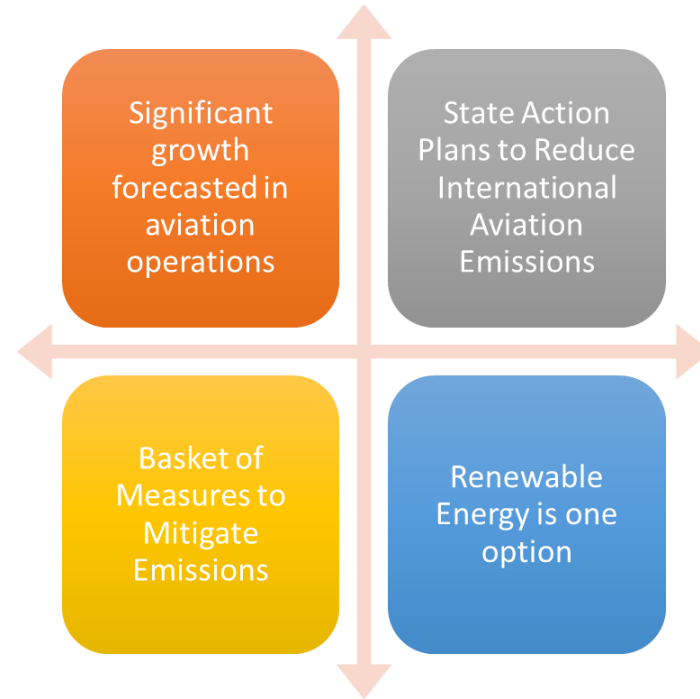 Significant
growth
forecasted in
aviation
operations
State Action
Plans to Reduce
International
Aviation
Emissions
Basket of
Measures to
Mitigate
Emissions
Renewable
Energy is one
option